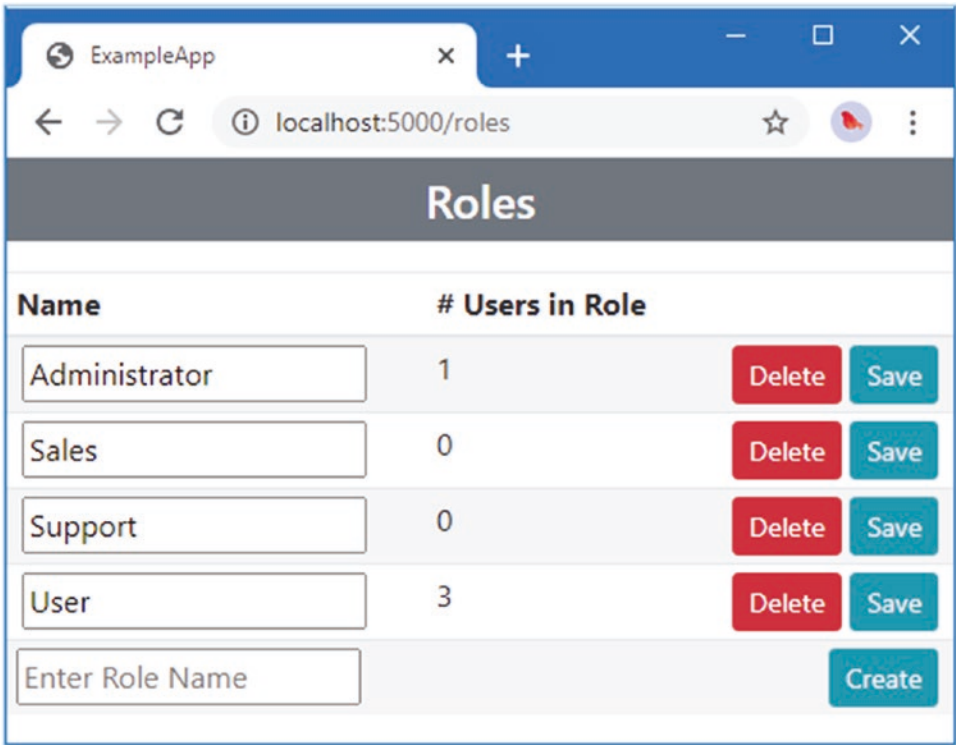 ExampleApp
localhost:5000/roles
Roles
Name # Users in Role
Administrator 1 Delete Save
Sales 0 Delete Save
Support 0 Delete Save
User 3 Delete Save
Enter Role Name Create